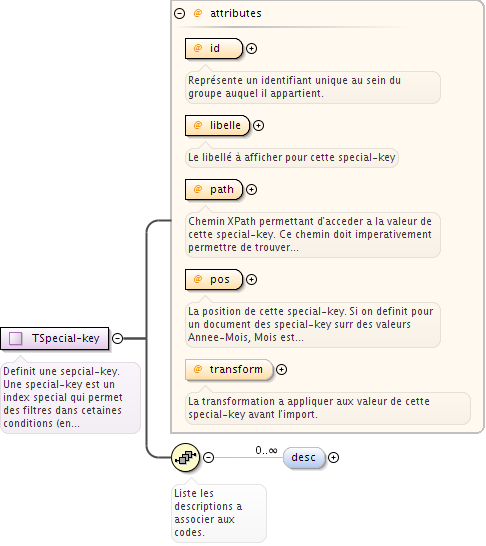 @ attributes
@ id
Représente un identifiant unique au sein du
groupe auquel il appartient.
@ libelle
Le libellé à afficher pour cette special-key
@ path
Chemin XPath permettant d'acceder a la valeur de
cette special-key. Ce chemin doit imperativement
permettre de trouver...
@ pos
La position de cette special-key. Si on definit pour
un document des special-key surr des valeurs
Annee-Mois, Mois est...
@ transform
La transformation a appliquer aux valeur de cette
special-key avant l'import.
TSpecial-key
Definit une sepcial-key.
Une special-key est un
index special qui permet
des filtres dans cetaines
conditions (en...
0..∞
desc
Liste les
descriptions a
associer aux
codes.